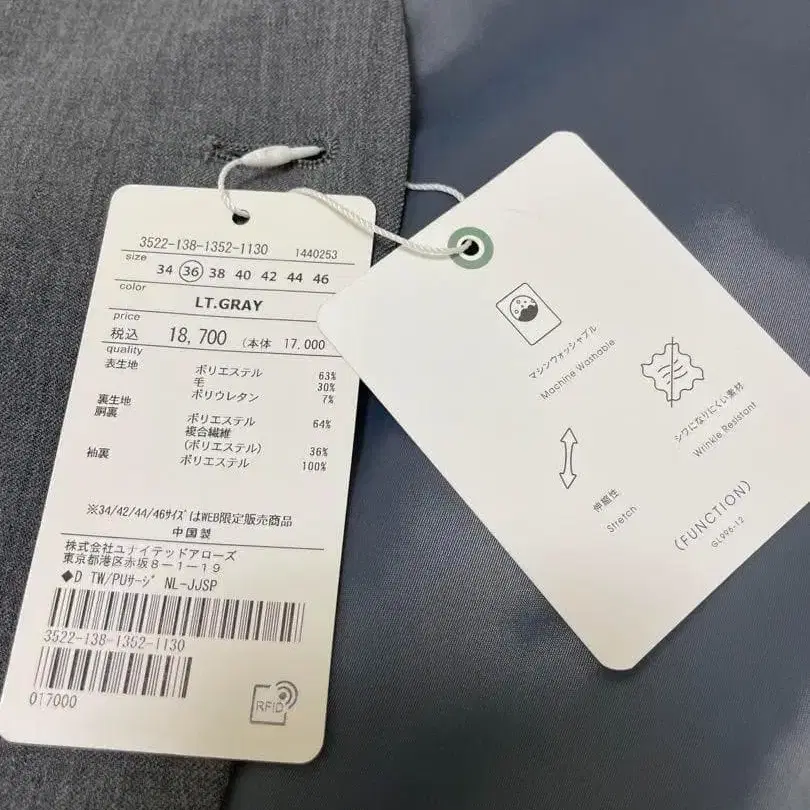 3522-138-1352-1130 1440253
size
34 36 38 40 42 44 46
color
LT.GRAY
price
税込 18,700 (本体 17,000
quality
表生地 ポリエステル 63%
毛 30%
ポリウレタン 7%
裏生地
胴裏 ポリエステル 64%
複合繊維
(ポリエステル) 36%
袖裏 ポリエステル 100%
※34/42/44/46サイズはWEB限定販売商品
中国製
株式会社ユナイテッドアローズ
東京都港区赤坂8-1-19
◆D TW/PUサージ NL-JJSP
3522-138-1352-1130
017000
RFID
マシンウォッシャブル
Machine Washable
シワになりにくい素材
Wrinkle Resistant
伸縮性
Stretch
(FUNCTION)
GL996-12